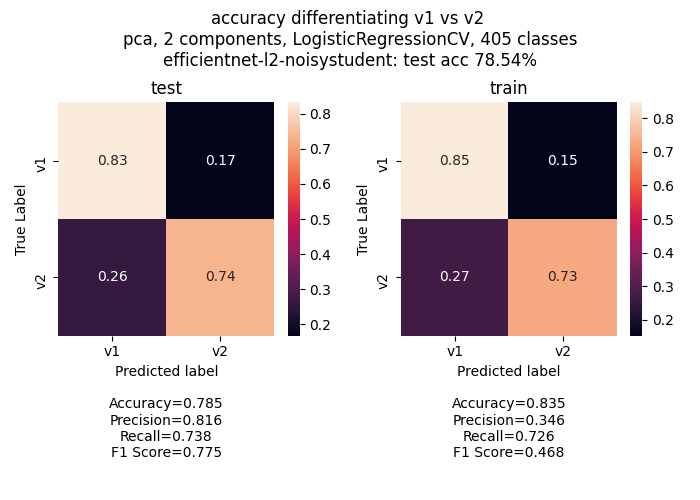 accuracy differentiating v1 vs v2
pca, 2 components, LogisticRegressionCV, 405 classes
efficientnet-l2-noisystudent: test acc 78.54%
test
True Label
v1
v2
0.83
0.17
0.26
0.74
v1
v2
Predicted label
0.8
0.7
0.6
0.5
0.4
0.3
0.2
Accuracy=0.785
Precision=0.816
Recall=0.738
F1 Score=0.775
train
True Label
v1
v2
0.85
0.15
0.27
0.73
v1
v2
Predicted label
0.8
0.7
0.6
0.5
0.4
0.3
0.2
Accuracy=0.835
Precision=0.346
Recall=0.726
F1 Score=0.468